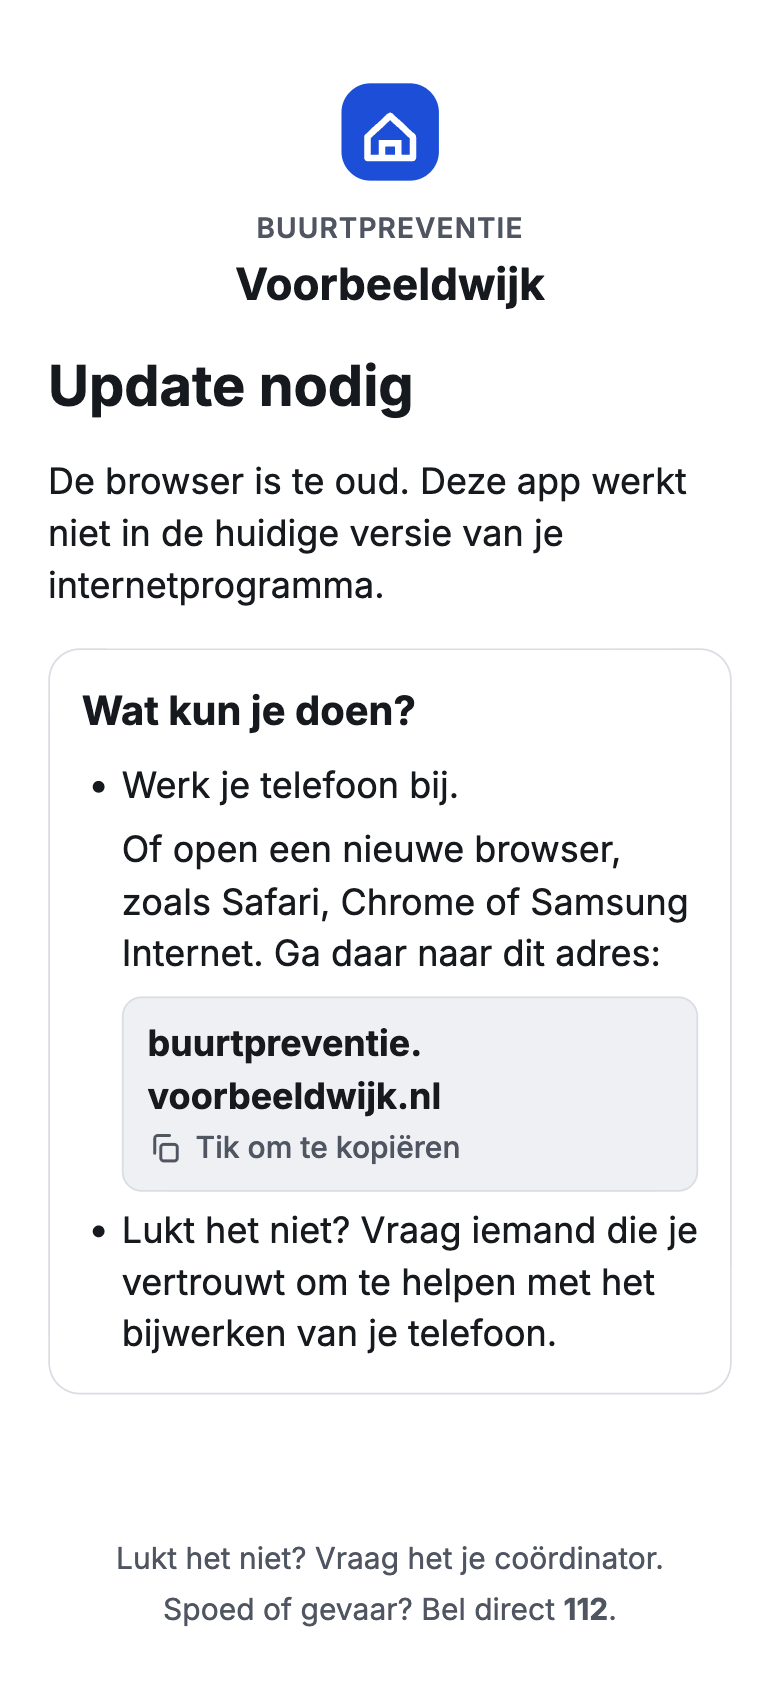 BUURTPREVENTIE
Voorbeeldwijk
Update nodig
De browser is te oud. Deze app werkt
niet in de huidige versie van je
internetprogramma.
Wat kun je doen?
• Werk je telefoon bij.
Of open een nieuwe browser,
zoals Safari, Chrome of Samsung
Internet. Ga daar naar dit adres:
buurtpreventie.
voorbeeldwijk.nl
Tik om te kopiëren
• Lukt het niet? Vraag iemand die je
vertrouwt om te helpen met het
bijwerken van je telefoon.
Lukt het niet? Vraag het je coördinator.
Spoed of gevaar? Bel direct 112.